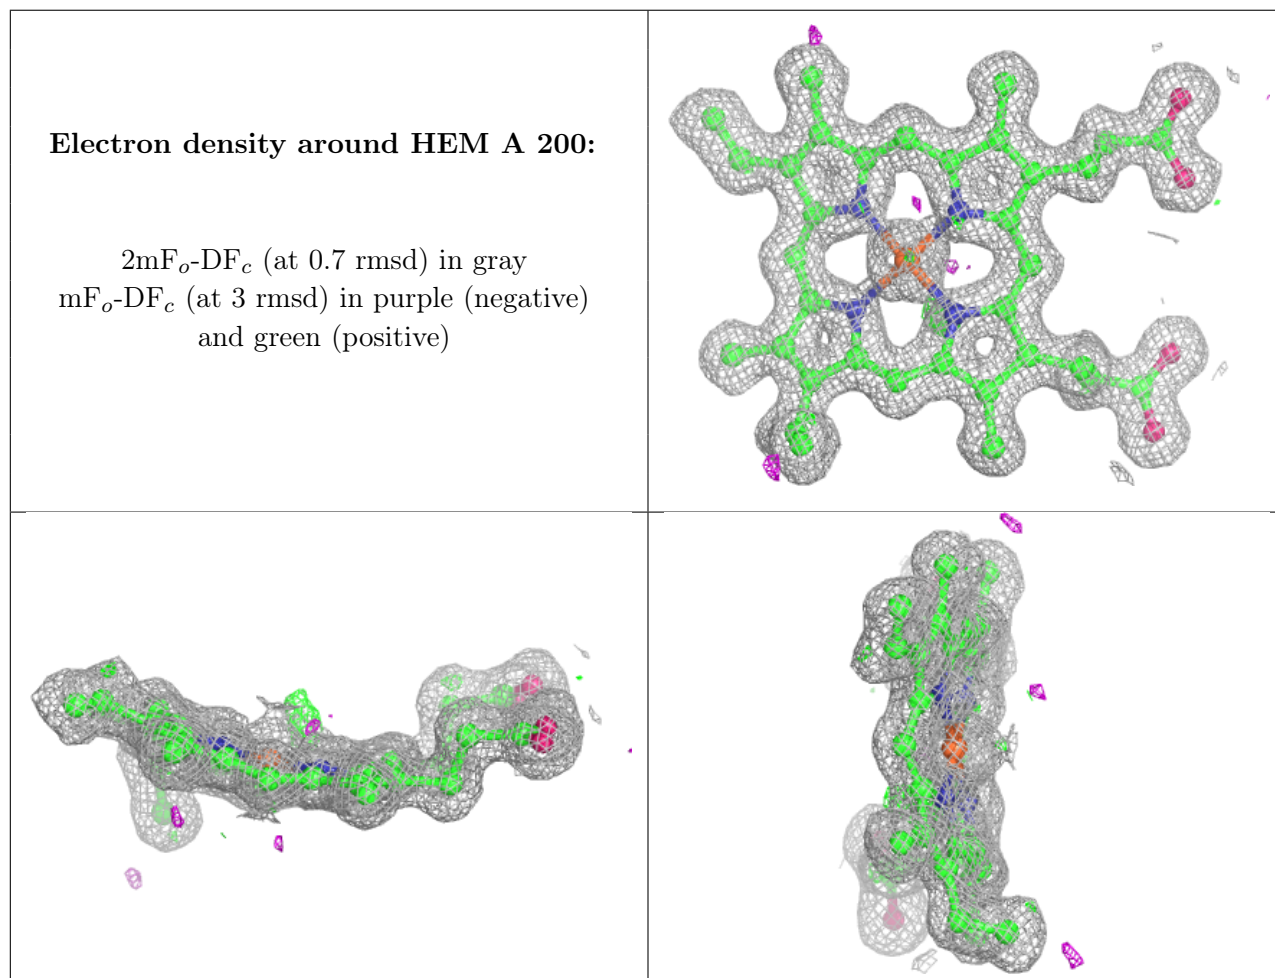 Electron density around HEM A 200:
2mFo-DFc (at 0.7 rmsd) in gray
mFo-DFc (at 3 rmsd) in purple (negative)
and green (positive)